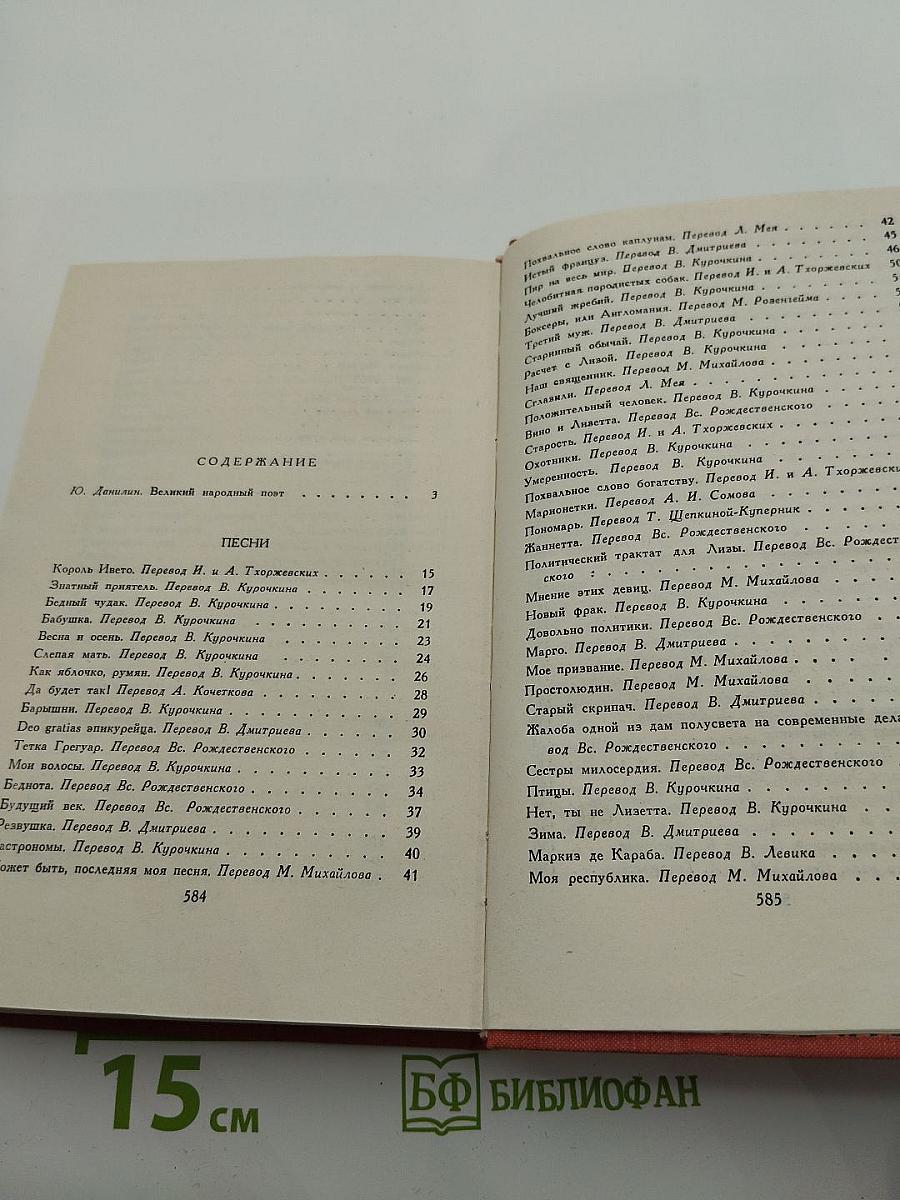 СОДЕРЖАНИЕ
Ю. Данилин. Великий народный поэт . . . . . . . . 3
ПЕСНИ
Король Ивето. Перевод И. и А. Тхоржевских . . . . . . 15
Знатный приятель. Перевод В. Курочкина . . . . . . . 17
Бедный чудак. Перевод В. Курочкина . . . . . . . . 19
Бабушка. Перевод В. Курочкина . . . . . . . . . 21
Весна и осень. Перевод В. Курочкина . . . . . . . . 23
Слепая мать. Перевод В. Курочкина . . . . . . . . 24
Как яблочко, румян. Перевод В. Курочкина . . . . . . . 26
Да будет так! Перевод А. Кочеткова . . . . . . . . . 28
Барышни. Перевод В. Курочкина . . . . . . . . . . 29
Deo gratias эпикурейца. Перевод В. Дмитриева . . . . . . 30
Тетка Грегуар. Перевод Вс. Рождественского . . . . . . . 32
Мои волосы. Перевод В. Курочкина . . . . . . . . . 33
Беднота. Перевод Вс. Рождественского . . . . . . . . . 34
Будущий век. Перевод Вс. Рождественского . . . . . . . 37
Резвушка. Перевод В. Дмитриева . . . . . . . . . . 39
астрономы. Перевод В. Курочкина . . . . . . . . . . 40
ожет быть, последняя моя песня. Перевод М. Михайлова . 41
584
Похвальное слово каплунам. Перевод Л. Мея . . . . . . 42
Истый француз. Перевод В. Дмитриева . . . . . . . . 45
Пир на весь мир. Перевод В. Курочкина . . . . . . . . 46
Челобитная породистых собак. Перевод И. и А. Тхоржевских 50
Лучший жребий. Перевод В. Курочкина . . . . . . . .
Боксеры, или Англомания. Перевод М. Розенгейма . . . . .
Третий муж. Перевод В. Дмитриева . . . . . . . . .
Старинный обычай. Перевод В. Курочкина . . . . . . .
Расчет с Лизой. Перевод В. Курочкина . . . . . . . .
Наш священник. Перевод М. Михайлова . . . . . . . .
Сглазили. Перевод Л. Мея . . . . . . . . . . . .
Положительный человек. Перевод В. Курочкина . . . . . .
Вино и Лизетта. Перевод Вс. Рождественского . . . . . .
Старость. Перевод И. и А. Тхоржевских . . . . . . . .
Охотники. Перевод В. Курочкина . . . . . . . . . .
Умеренность. Перевод В. Курочкина . . . . . . . . .
Похвальное слово богатству. Перевод И. и А. Тхоржевски
Марионетки. Перевод А. И. Сомова . . . . . . . . .
Пономарь. Перевод Т. Щепкиной-Куперник . . . . . . .
Жаннетта. Перевод Вс. Рождественского . . . . . . . .
Политический трактат для Лизы. Перевод Вс. Рождест
ского . . . . . . . . . . . . . . . . . .
Мнение этих девиц. Перевод М. Михайлова . . . . . .
Новый фрак. Перевод В. Курочкина . . . . . . . . .
Довольно политики. Перевод Вс. Рождественского . . . .
Марго. Перевод В. Дмитриева . . . . . . . . . .
Мое призвание. Перевод М. Михайлова . . . . . . .
Простолюдин. Перевод М. Михайлова . . . . . . . .
Старый скрипач. Перевод В. Дмитриева . . . . . . .
Жалоба одной из дам полусвета на современные дела
вод Вс. Рождественского . . . . . . . . . . .
Сестры милосердия. Перевод Вс. Рождественского . . .
Птицы. Перевод В. Курочкина . . . . . . . . . .
Нет, ты не Лизетта. Перевод В. Курочкина . . . . .
Зима. Перевод В. Дмитриева . . . . . . . . . .
Маркиз де Караба. Перевод В. Левика . . . . . .
Моя республика. Перевод М. Михайлова . . . . .
585
15 см
БФ БИБЛИОФАН